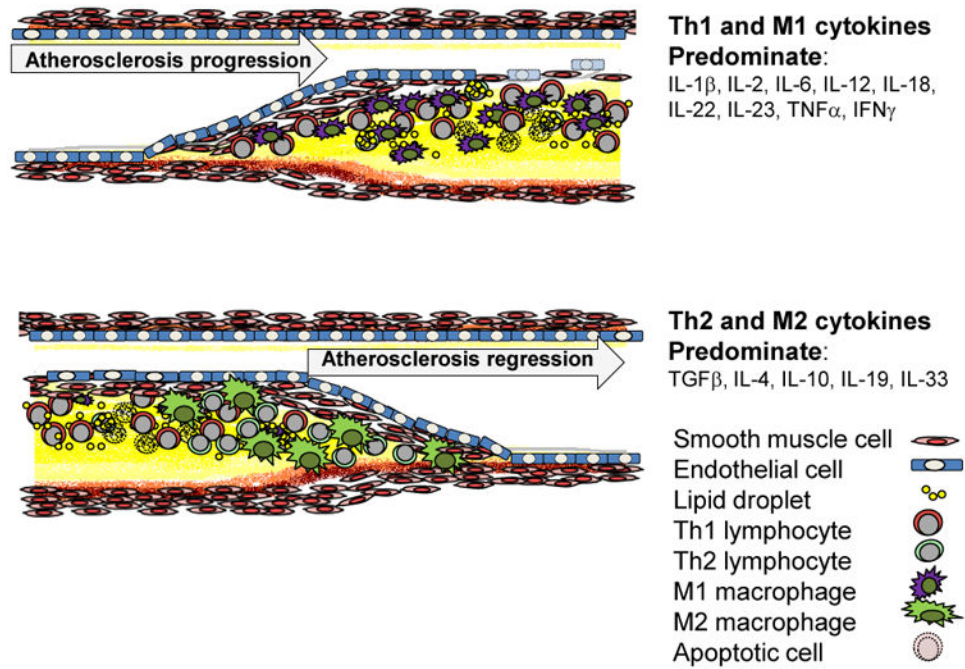 Th1 and M1 cytokines
Predominate:
IL-1β, IL-2, IL-6, IL-12, IL-18,
IL-22, IL-23, TNFα, IFNγ
Atherosclerosis progression
Th2 and M2 cytokines
Predominate:
TGFβ, IL-4, IL-10, IL-19, IL-33
Atherosclerosis regression
Smooth muscle cell
Endothelial cell
Lipid droplet
Th1 lymphocyte
Th2 lymphocyte
M1 macrophage
M2 macrophage
Apoptotic cell